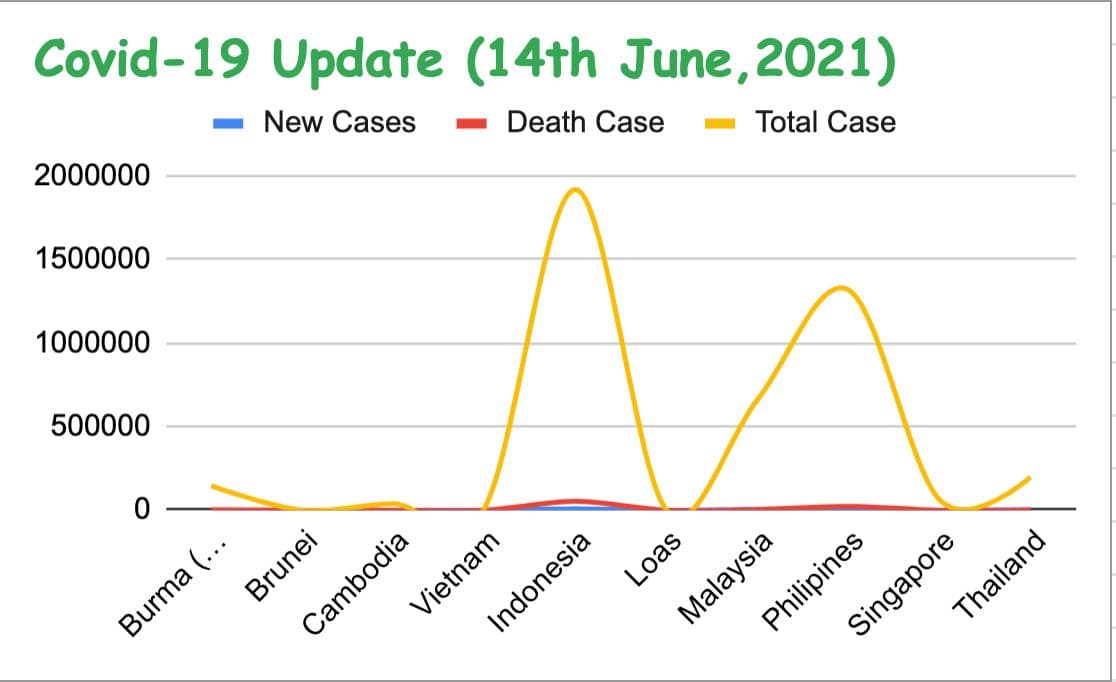 Covid-19 Update (14th June,2021)
New Cases Death Case Total Case
2000000
1500000
1000000
500000
0
Burma (...
Brunei
Cambodia
Vietnam
Indonesia
Loas
Malaysia
Philipines
Singapore
Thailand